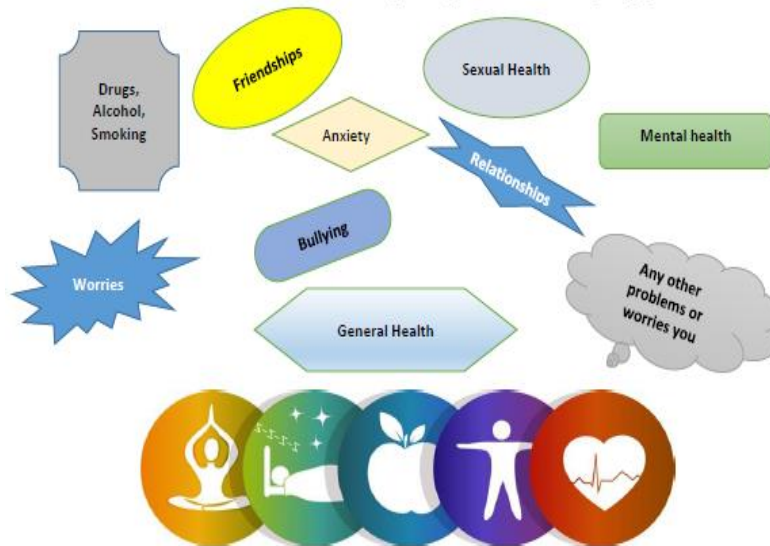 Friendships
Sexual Health
Drugs,
Alcohol,
Smoking
Anxiety
Mental health
Relationships
Bullying
Worries
Any other
problems or
worries you
General Health